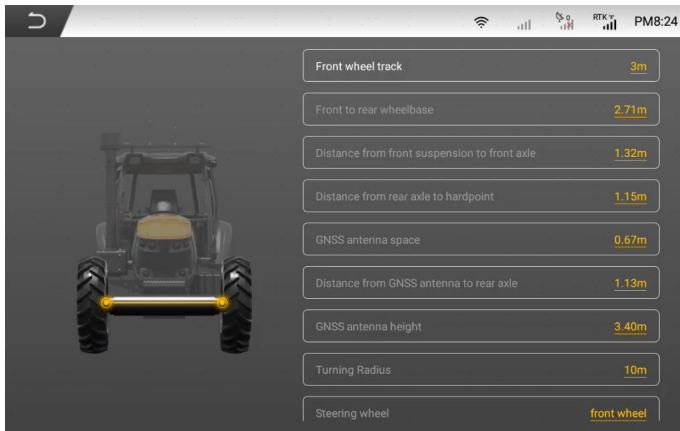 0
RTK
PM8:24
Front wheel track 3m
Front to rear wheelbase 2.71m
Distance from front suspension to front axle 1.32m
Distance from rear axle to hardpoint 1.15m
GNSS antenna space 0.67m
Distance from GNSS antenna to rear axle 1.13m
GNSS antenna height 3.40m
Turning Radius 10m
Steering wheel front wheel